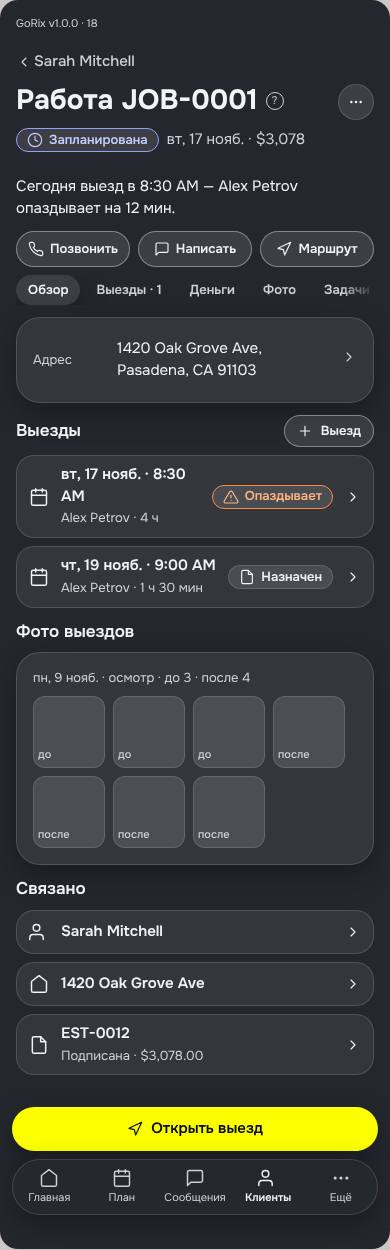 GoRix v1.0.0 · 18
Sarah Mitchell
Работа JOB-0001 ?
Запланирована вт, 17 нояб. · $3,078
Сегодня выезд в 8:30 AM — Alex Petrov
опаздывает на 12 мин.
Позвонить Написать Маршрут
Обзор Выезды · 1 Деньги Фото Задачи
Адрес
1420 Oak Grove Ave,
Pasadena, CA 91103
Выезды
Выезд
вт, 17 нояб. · 8:30
AM
Alex Petrov · 4 ч
Опаздывает
чт, 19 нояб. · 9:00 AM
Alex Petrov · 1 ч 30 мин
Назначен
Фото выездов
пн, 9 нояб. · осмотр · до 3 · после 4
до до до после
после после после
Связано
Sarah Mitchell
1420 Oak Grove Ave
EST-0012
Подписана · $3,078.00
Открыть выезд
Главная План Сообщения Клиенты Ещё